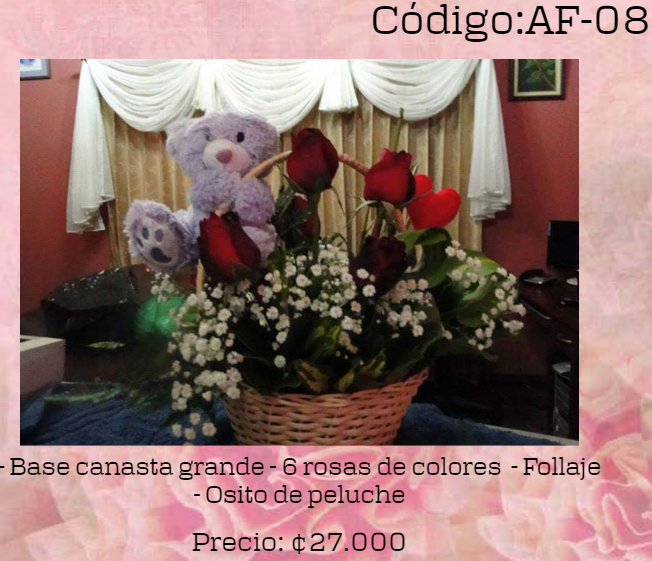 Código:AF-08
- Base canasta grande - 6 rosas de colores - Follaje
- Osito de peluche
Precio: ¢27.000